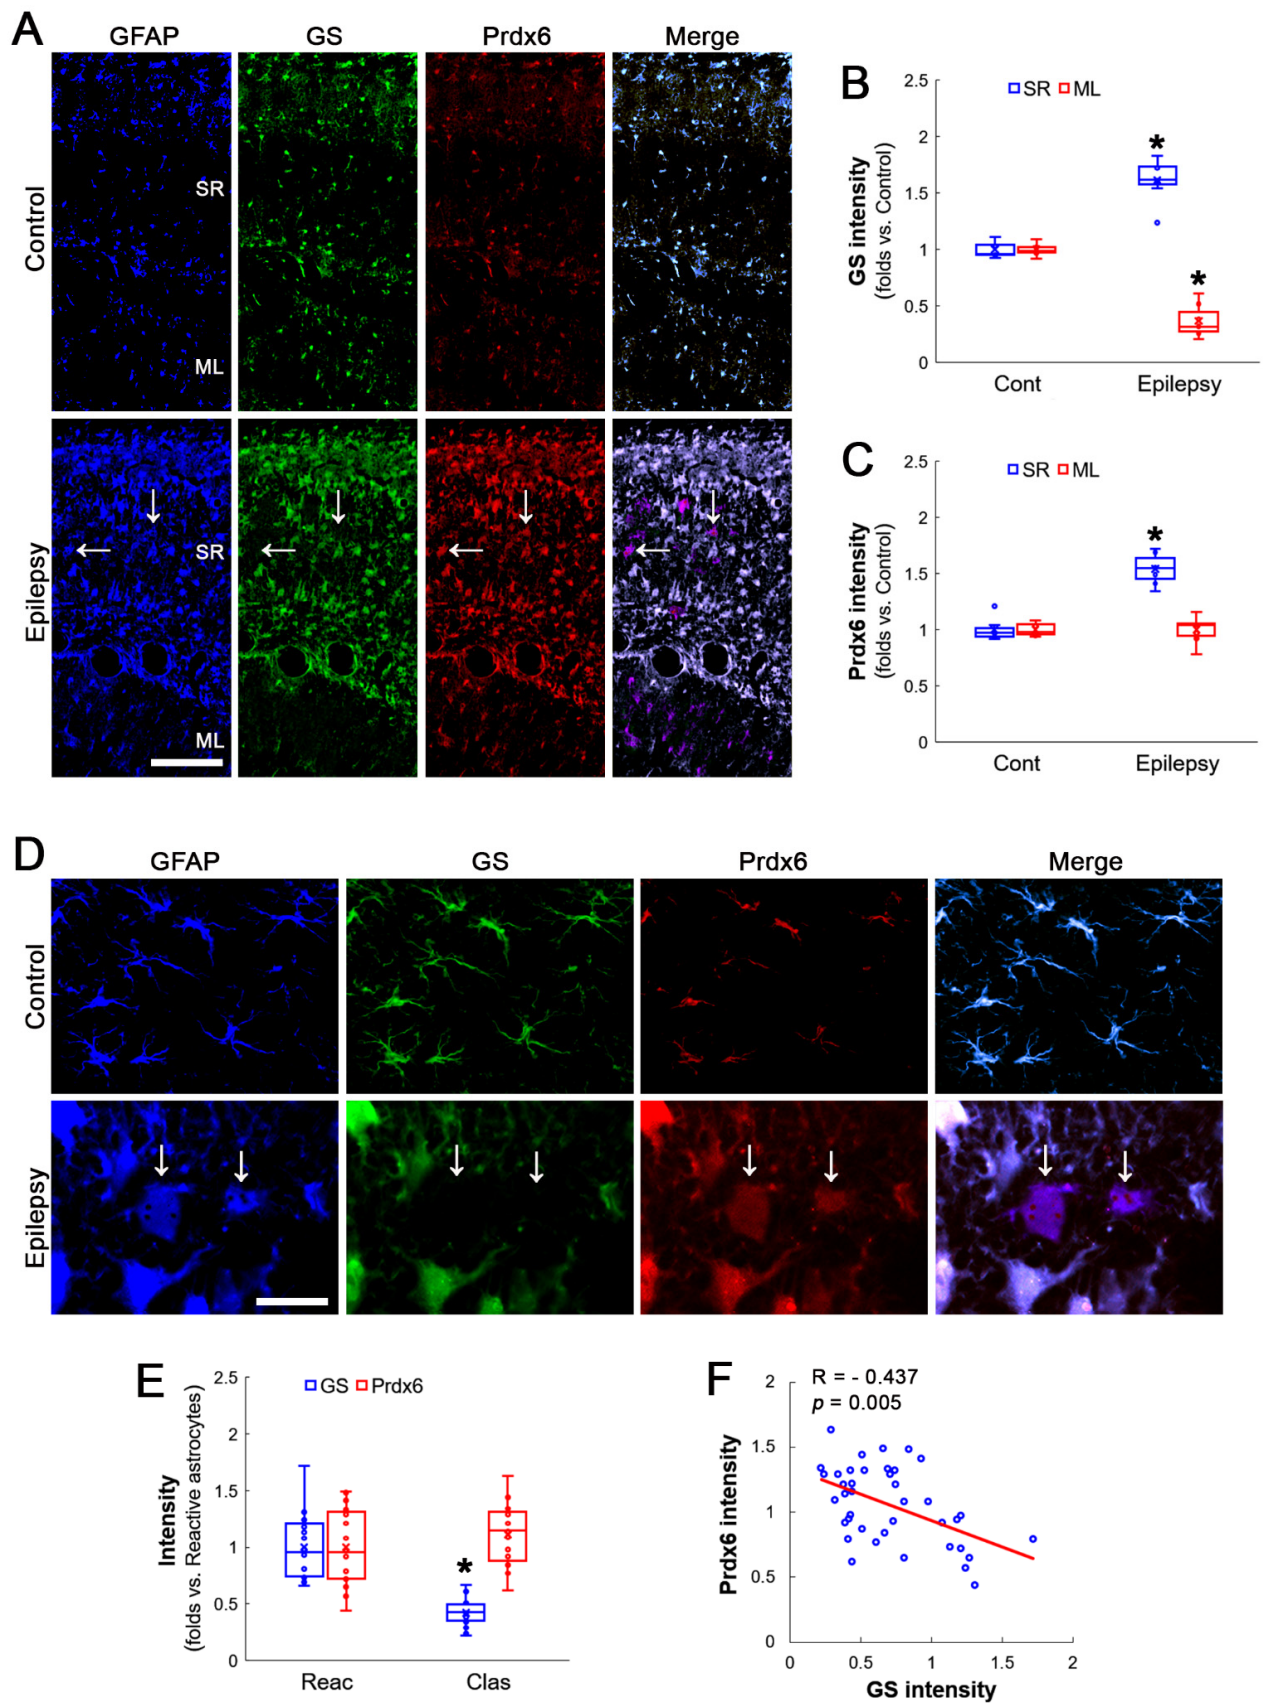 A
GFAP GS Prdx6 Merge
Control
SR
ML
Epilepsy
SR
ML
B
2.5
2
1.5
1
0.5
0
GS intensity
(folds vs. Control)
SR ML
*
*
Cont Epilepsy
C
2.5
2
1.5
1
0.5
0
Prdx6 intensity
(folds vs. Control)
SR ML
*
Cont Epilepsy
D
GFAP GS Prdx6 Merge
Control
Epilepsy
E
2.5
2
1.5
1
0.5
0
Intensity
(folds vs. Reactive astrocytes)
GS Prdx6
*
Reac Clas
F
R = - 0.437
p = 0.005
2
1.5
1
0.5
0
Prdx6 intensity
0 0.5 1 1.5 2
GS intensity